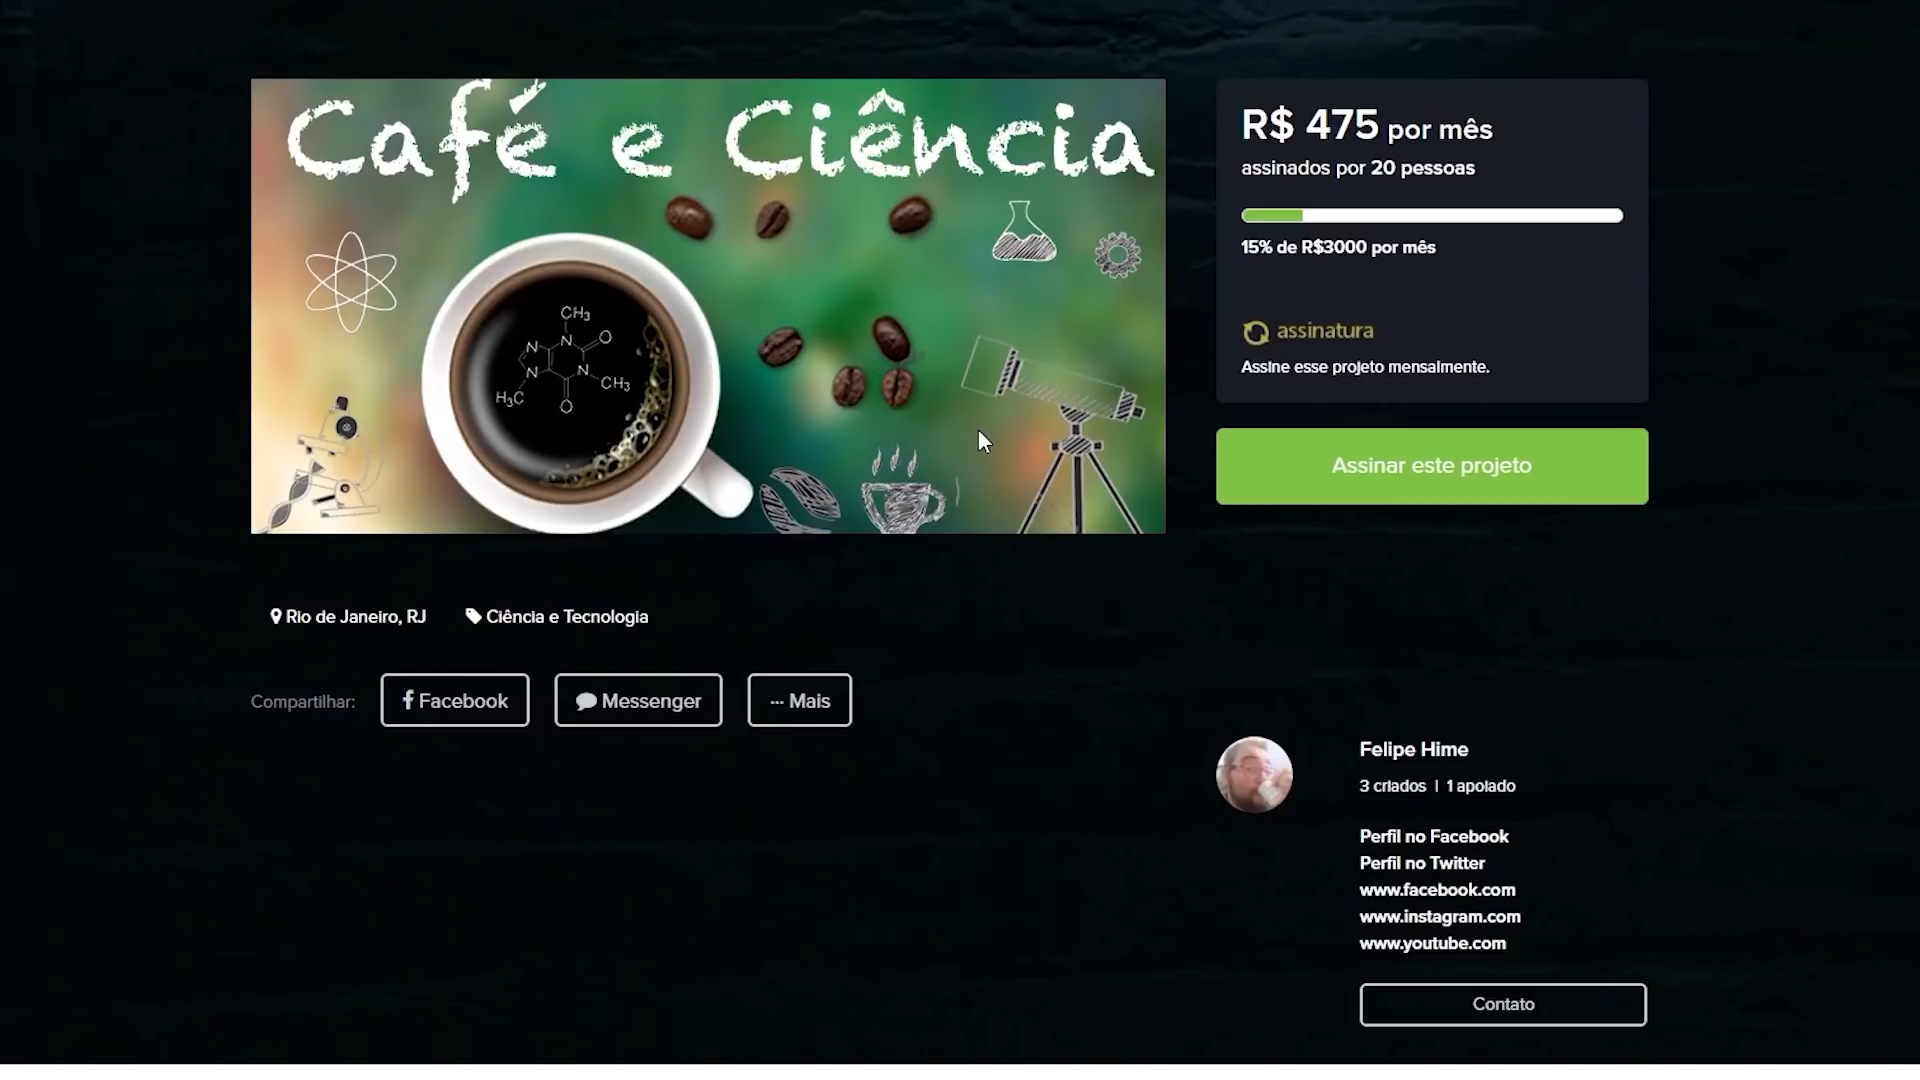 Café e Ciência
CH3
O
N
N
N
N
CH3
H3C
O
R$ 475 por mês
assinados por 20 pessoas
15% de R$3000 por mês
assinatura
Assine esse projeto mensalmente.
Assinar este projeto
Rio de Janeiro, RJ
Ciência e Tecnologia
Compartilhar:
Facebook
Messenger
··· Mais
Felipe Hime
3 criados | 1 apoiado
Perfil no Facebook
Perfil no Twitter
www.facebook.com
www.instagram.com
www.youtube.com
Contato